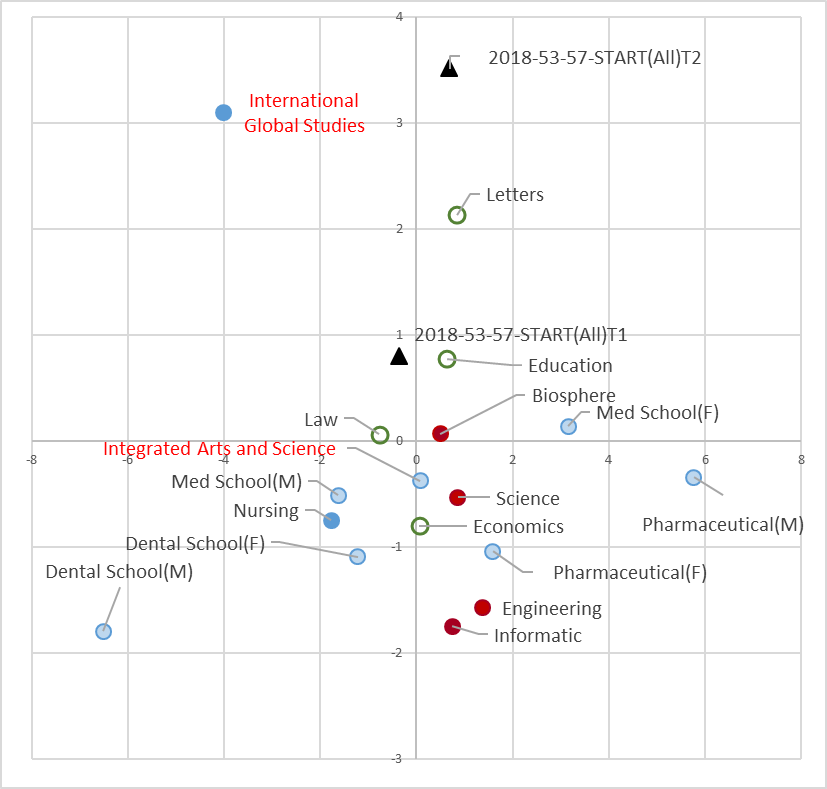 4
2018-53-57-START(All)T2
International
Global Studies
3
Letters
2
1
2018-53-57-START(All)T1
Education
Biosphere
Med School(F)
Law
0
Integrated Arts and Science
-8
-6
-4
-2
0
2
4
6
8
Med School(M)
Nursing
Science
Pharmaceutical(M)
Economics
Dental School(F)
-1
Dental School(M)
Pharmaceutical(F)
Engineering
Informatic
-2
-3